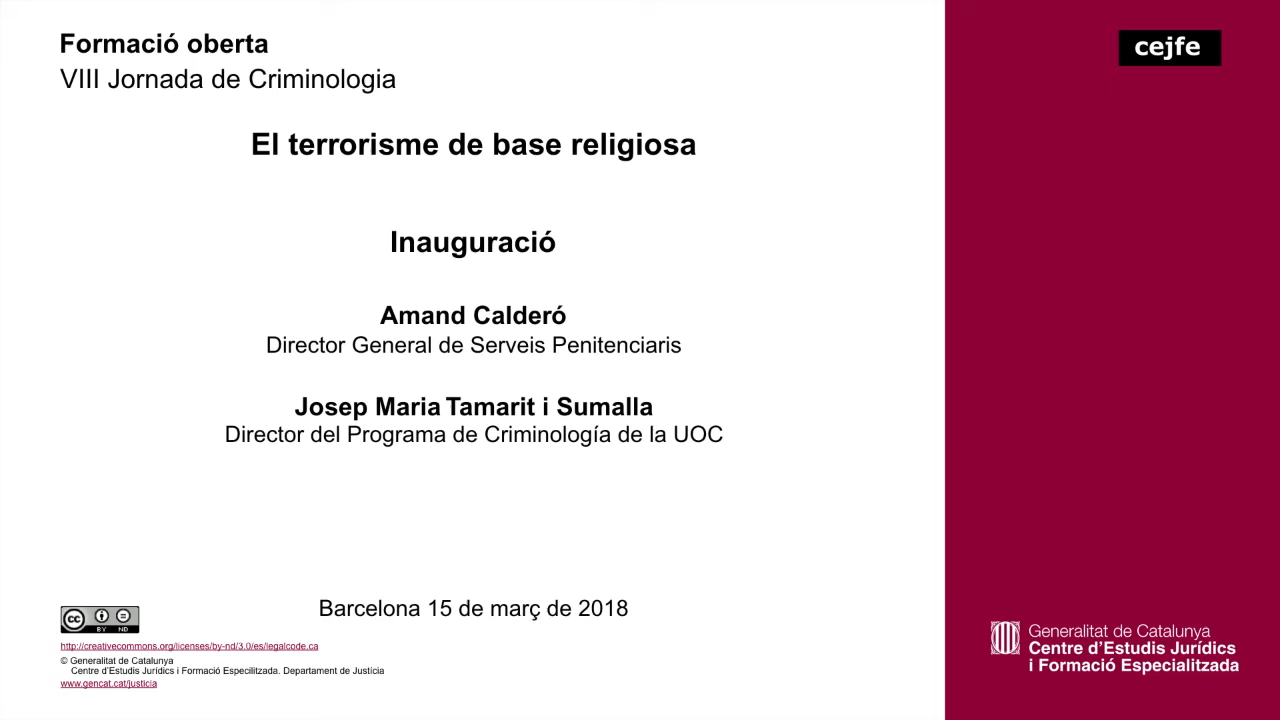 Formació oberta
VIII Jornada de Criminologia
cejfe
El terrorisme de base religiosa
Inauguració
Amand Calderó
Director General de Serveis Penitenciaris
Josep Maria Tamarit i Sumalla
Director del Programa de Criminología de la UOC
Barcelona 15 de març de 2018
cc BY ND
http://creativecommons.org/licenses/by-nd/3.0/es/legalcode.ca
© Generalitat de Catalunya
Centre d'Estudis Jurídics i Formació Especilitzada. Departament de Justícia
www.gencat.cat/justicia
Generalitat de Catalunya
Centre d'Estudis Jurídics
i Formació Especialitzada